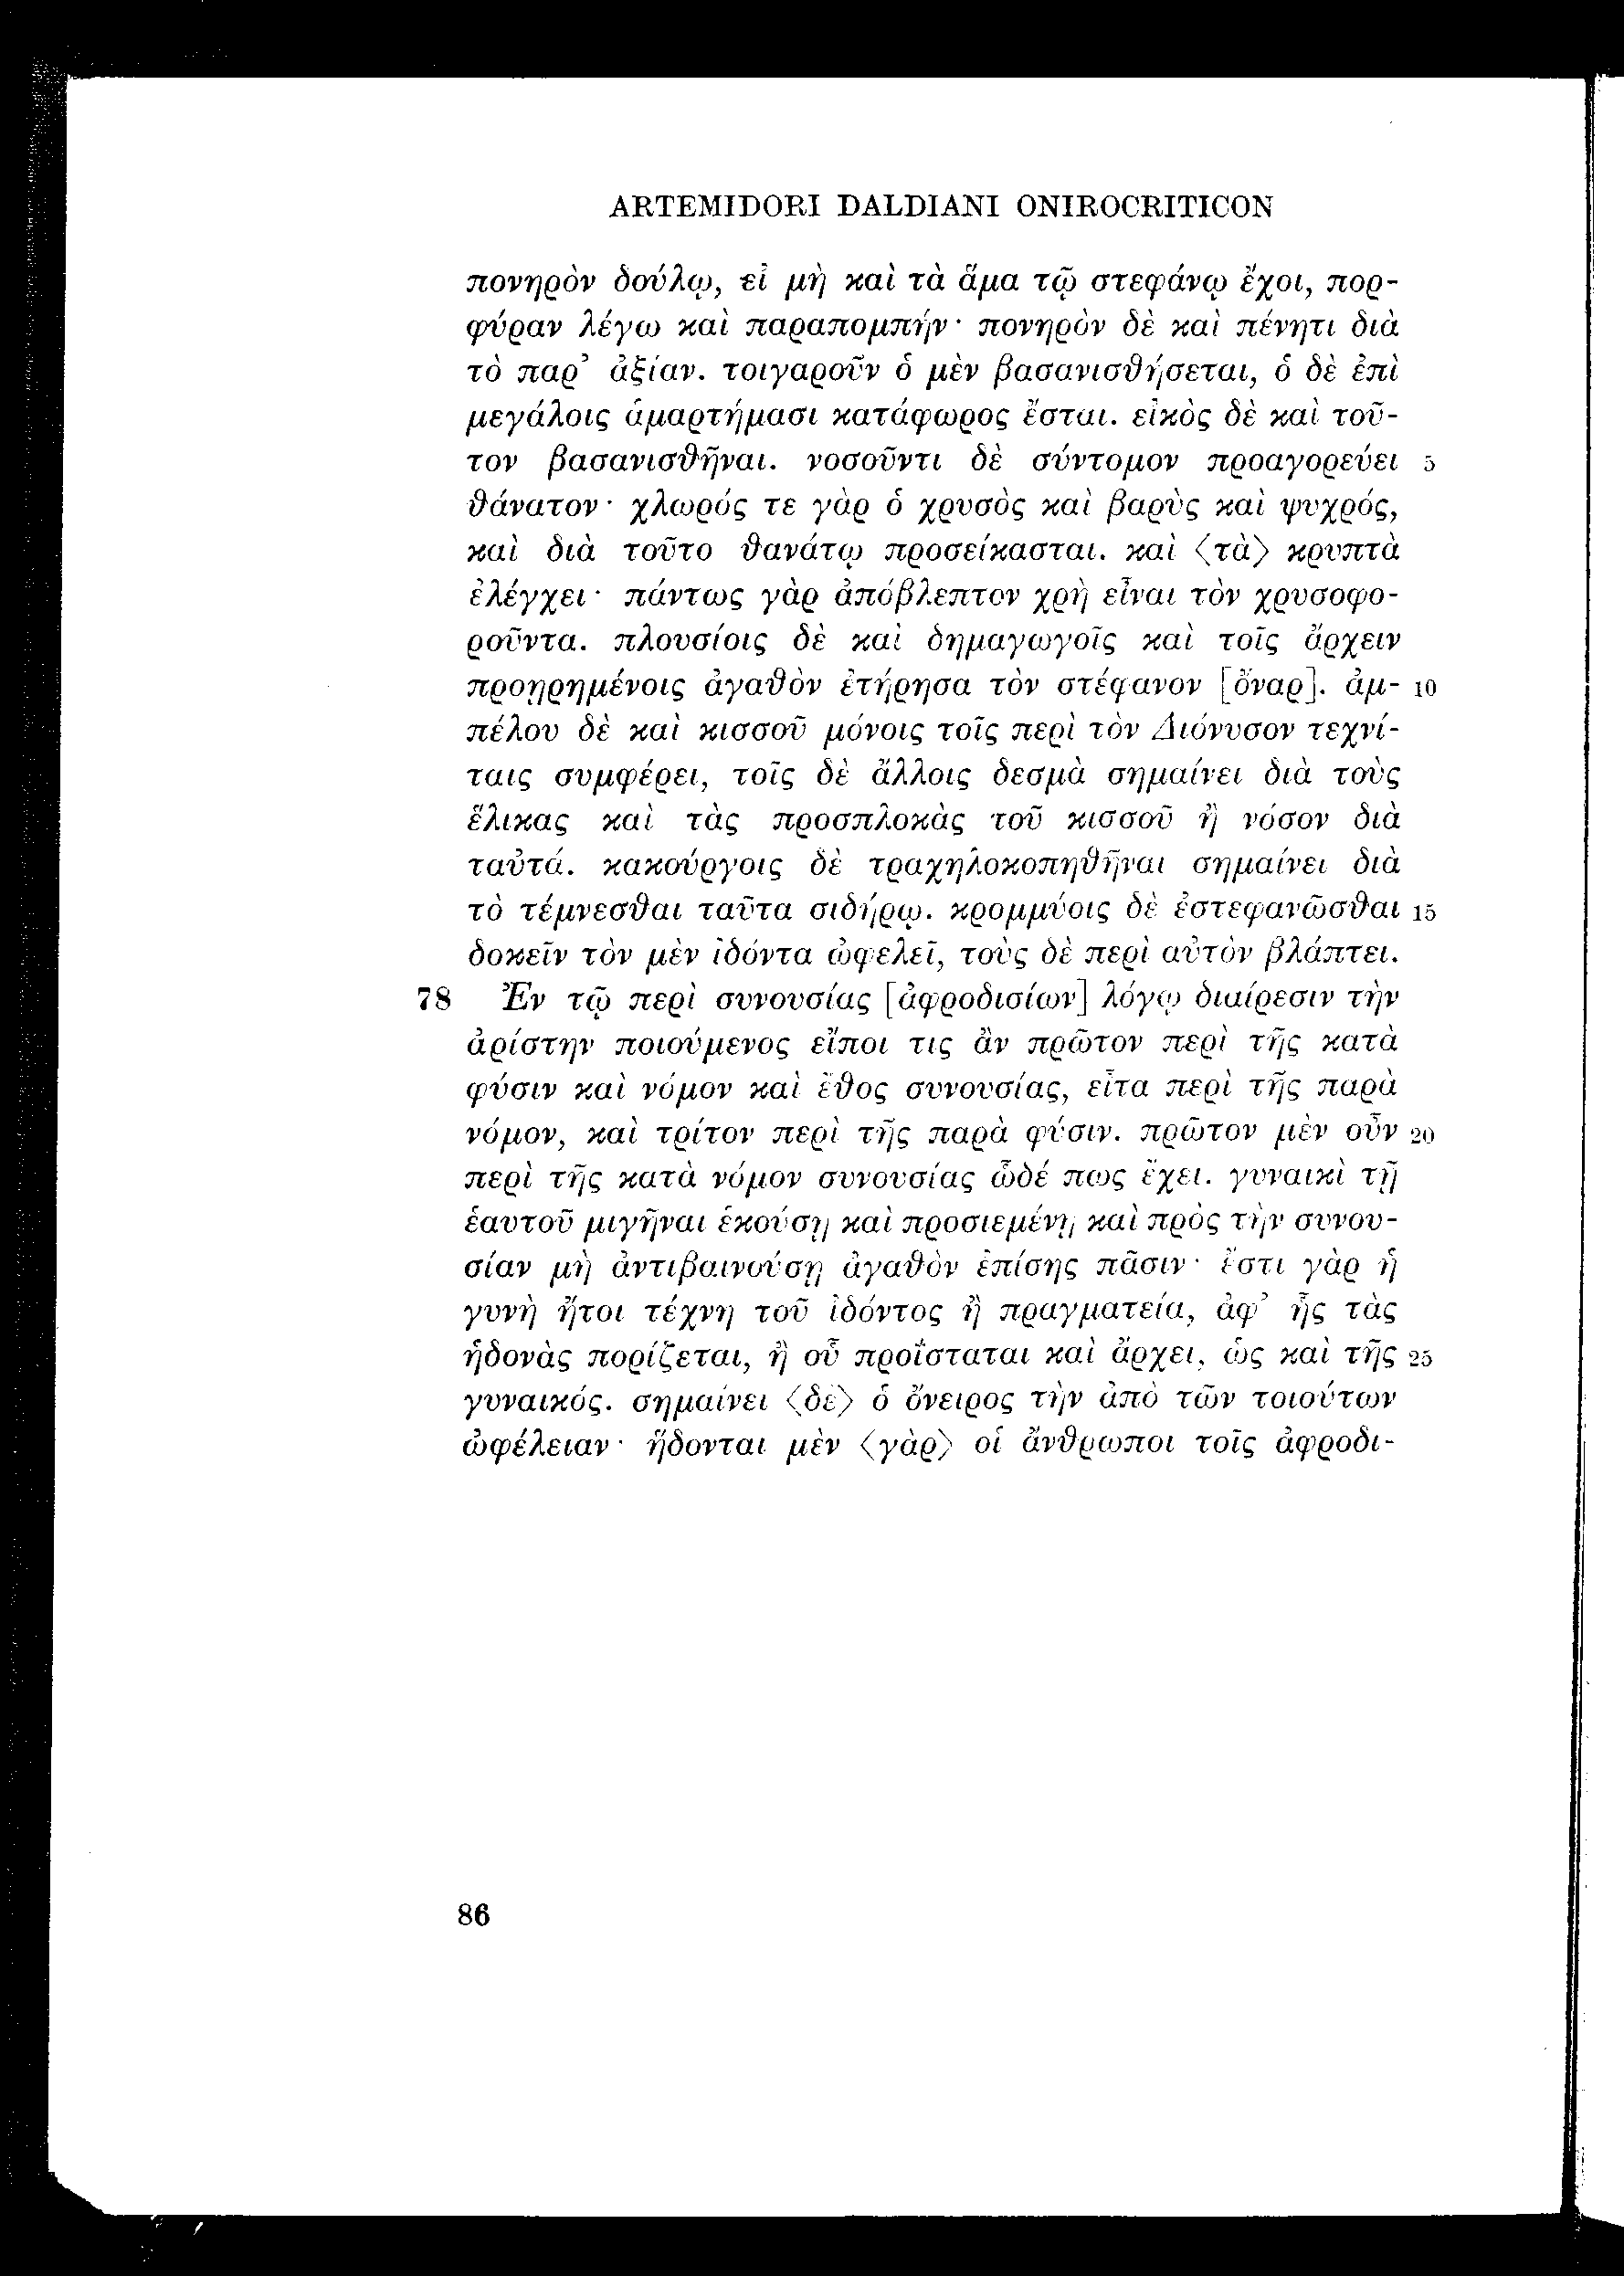 ARTEMIDORI DALDIANI ONIROCRITICON
πονηρὸν δούλῳ, εἰ μὴ καὶ τὰ ἅμα τῷ στεφάνῳ ἔχοι, πορ-
φύραν λέγω καὶ παραπομπήν· πονηρὸν δὲ καὶ πένητι διὰ
τὸ παρ’ ἀξίαν. τοιγαροῦν ὁ μὲν βασανισθήσεται, ὁ δὲ ἐπὶ
μεγάλοις ἁμαρτήμασι κατάφωρος ἔσται. εἰκὸς δὲ καὶ τοῦ-
τον βασανισθῆναι. νοσοῦντι δὲ σύντομον προαγορεύει 5
θάνατον· χλωρός τε γὰρ ὁ χρυσὸς καὶ βαρὺς καὶ ψυχρός,
καὶ διὰ τοῦτο θανάτῳ προσείκασται. καὶ 〈τὰ〉 κρυπτὰ
ἐλέγχει· πάντως γὰρ ἀπόβλεπτον χρὴ εἶναι τὸν χρυσοφο-
ροῦντα. πλουσίοις δὲ καὶ δημαγωγοῖς καὶ τοῖς ἄρχειν
προῃρημένοις ἀγαθὸν ἐτήρησα τὸν στέφανον [ὄναρ]. ἀμ- 10
πέλου δὲ καὶ κισσοῦ μόνοις τοῖς περὶ τὸν Διόνυσον τεχνί-
ταις συμφέρει, τοῖς δὲ ἄλλοις δεσμὰ σημαίνει διὰ τοὺς
ἕλικας καὶ τὰς προσπλοκὰς τοῦ κισσοῦ ἢ νόσον διὰ
ταὐτά. κακούργοις δὲ τραχηλοκοπηθῆναι σημαίνει διὰ
τὸ τέμνεσθαι ταῦτα σιδήρῳ. κρομμύοις δὲ ἐστεφανῶσθαι 15
δοκεῖν τὸν μὲν ἰδόντα ὠφελεῖ, τοὺς δὲ περὶ αὐτὸν βλάπτει.
78 Ἐν τῷ περὶ συνουσίας [ἀφροδισίων] λόγῳ διαίρεσιν τὴν
ἀρίστην ποιούμενος εἴποι τις ἂν πρῶτον περὶ τῆς κατὰ
φύσιν καὶ νόμον καὶ ἔθος συνουσίας, εἶτα περὶ τῆς παρὰ
νόμον, καὶ τρίτον περὶ τῆς παρὰ φύσιν. πρῶτον μὲν οὖν 20
περὶ τῆς κατὰ νόμον συνουσίας ὧδέ πως ἔχει. γυναικὶ τῇ
ἑαυτοῦ μιγῆναι ἑκούσῃ καὶ προσιεμένῃ καὶ πρὸς τὴν συνου-
σίαν μὴ ἀντιβαινούσῃ ἀγαθὸν ἐπίσης πᾶσιν· ἔστι γὰρ ἡ
γυνὴ ἤτοι τέχνη τοῦ ἰδόντος ἢ πραγματεία, ἀφ’ ἧς τὰς
ἡδονὰς πορίζεται, ἢ οὗ προΐσταται καὶ ἄρχει, ὡς καὶ τῆς 25
γυναικός. σημαίνει 〈δὲ〉 ὁ ὄνειρος τὴν ἀπὸ τῶν τοιούτων
ὠφέλειαν· ἥδονται μὲν 〈γὰρ〉 οἱ ἄνθρωποι τοῖς ἀφροδι-
86